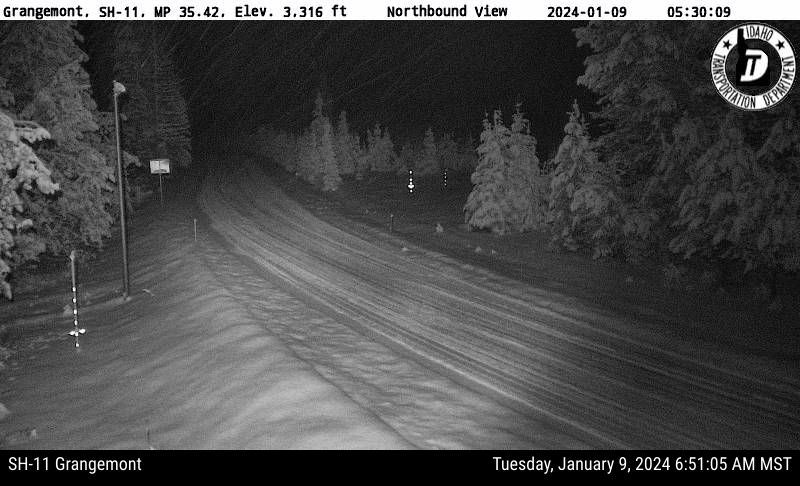 Grangemont, SH-11, MP 35.42, Elev. 3,316 ft Northbound View 2024-01-09 05:30:09
IDAHO
TRANSPORTATION DEPARTMENT
SH-11 Grangemont Tuesday, January 9, 2024 6:51:05 AM MST